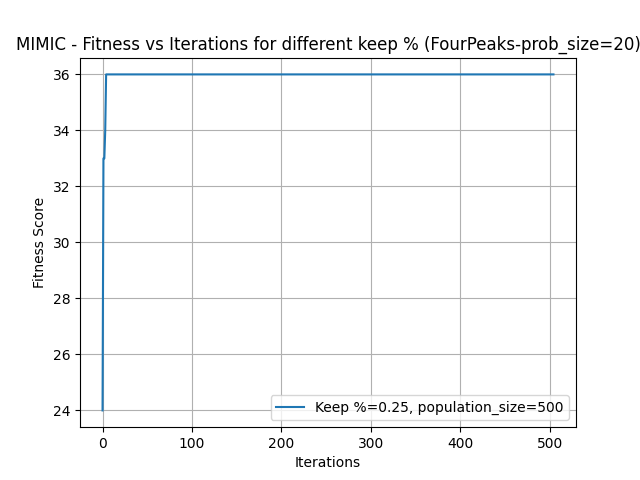 MIMIC - Fitness vs Iterations for different keep % (FourPeaks-prob_size=20)
36
34
32
30
28
26
24
Fitness Score
Keep %=0.25, population_size=500
0 100 200 300 400 500
Iterations